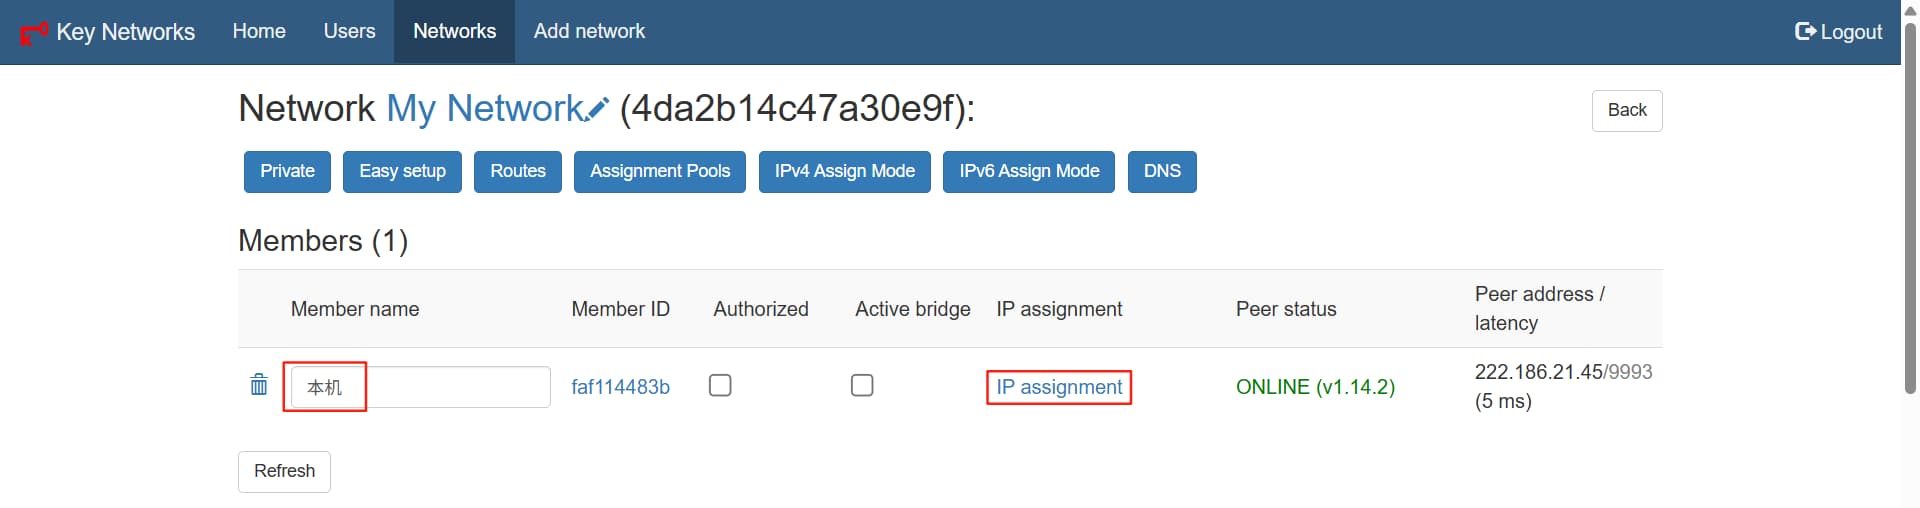 Key Networks Home Users Networks Add network Logout
Network My Network (4da2b14c47a30e9f):
Back
Private Easy setup Routes Assignment Pools IPv4 Assign Mode IPv6 Assign Mode DNS
Members (1)
Member name Member ID Authorized Active bridge IP assignment Peer status Peer address /
latency
本机 faf114483b IP assignment ONLINE (v1.14.2) 222.186.21.45/9993
(5 ms)
Refresh